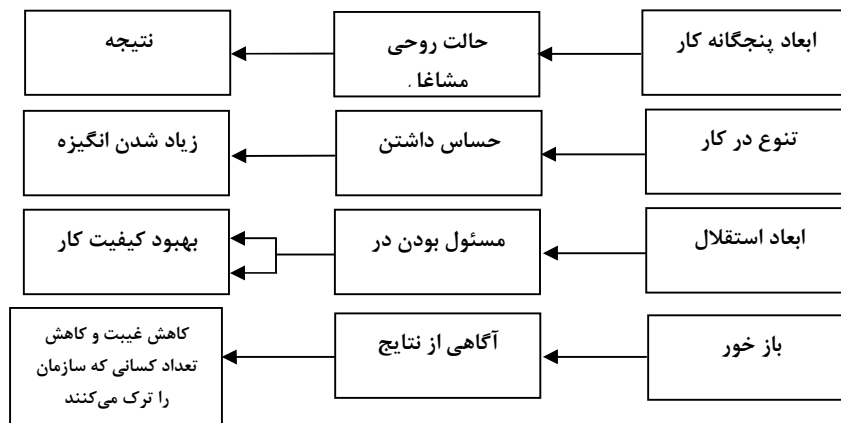 ابعاد پنجگانه کار
حالت روحی
نتیجه
تنوع در کار
حساس داشتن
زیاد شدن انگیزه
ابعاد استقلال
مسئول بودن در
بهبود کیفیت کار
باز خور
آگاهی از نتایج
کاهش غیبت و کاهش
تعداد کسانی که سازمان
را ترک می‌کنند